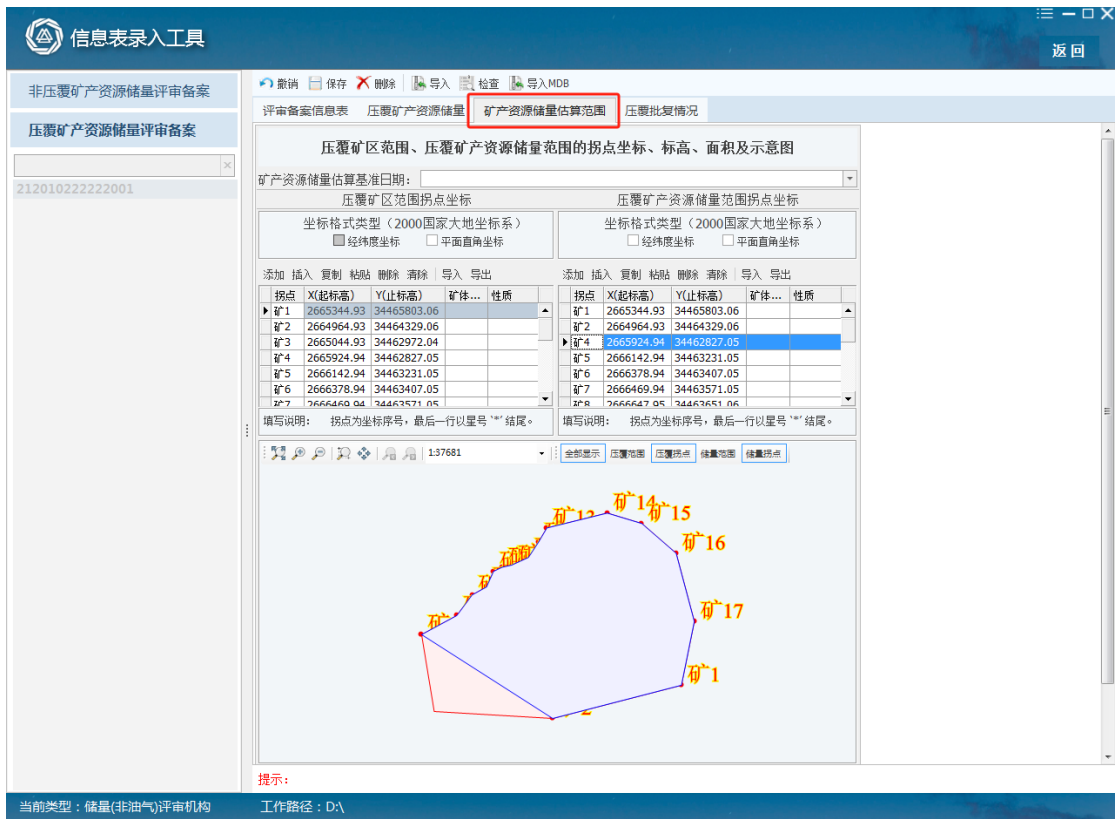 信息表录入工具
返回
非压覆矿产资源储量评审备案
压覆矿产资源储量评审备案
212010222222001
撤销 保存 删除 导入 检查 导入MDB
评审备案信息表 压覆矿产资源储量 矿产资源储量估算范围 压覆批复情况
压覆矿区范围、压覆矿产资源储量范围的拐点坐标、标高、面积及示意图
矿产资源储量估算基准日期：
压覆矿区范围拐点坐标 压覆矿产资源储量范围拐点坐标
坐标格式类型（2000国家大地坐标系） 坐标格式类型（2000国家大地坐标系）
经纬度坐标 平面直角坐标 经纬度坐标 平面直角坐标
添加 插入 复制 粘贴 删除 清除 导入 导出 添加 插入 复制 粘贴 删除 清除 导入 导出
拐点 X(起标高) Y(止标高) 矿体... 性质 拐点 X(起标高) Y(止标高) 矿体... 性质
矿1 2665344.93 34465803.06 矿1 2665344.93 34465803.06
矿2 2664964.93 34464329.06 矿2 2664964.93 34464329.06
矿3 2665044.93 34462972.04 矿4 2665924.94 34462827.05
矿4 2665924.94 34462827.05 矿5 2666142.94 34463231.05
矿5 2666142.94 34463231.05 矿6 2666378.94 34463407.05
矿6 2666378.94 34463407.05 矿7 2666469.94 34463571.05
矿7 2666469.94 34463571.05 矿8 2666647.95 34463651.06
填写说明： 拐点为坐标序号，最后一行以星号 '*' 结尾。 填写说明： 拐点为坐标序号，最后一行以星号 '*' 结尾。
1:37681 全部显示 压覆范围 压覆拐点 储量范围 储量拐点
矿14
矿15
矿16
矿17
矿1
提示：
当前类型：储量(非油气)评审机构 工作路径：D:\